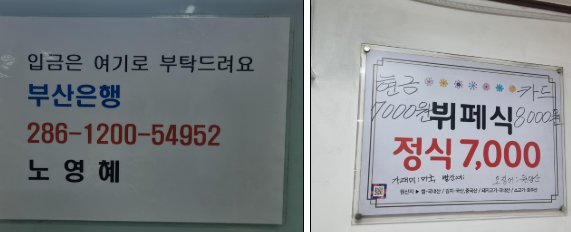 입금은 여기로 부탁드려요
부산은행
286-1200-54952
노영혜
현금 카드
7000원 뷔페식 8000원
정식 7,000